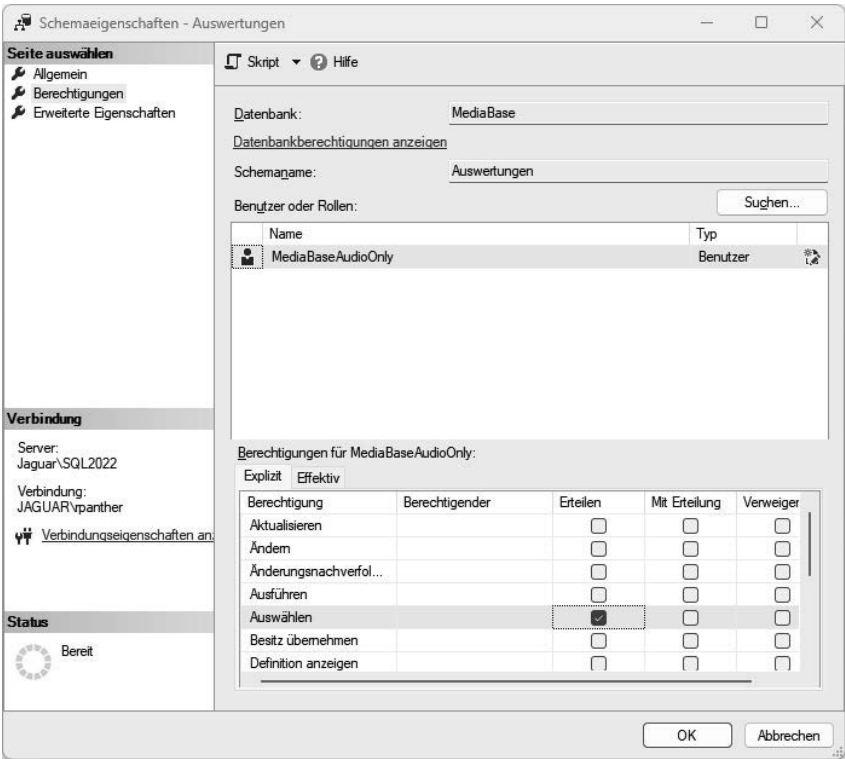 Schemaeigenschaften - Auswertungen
Seite auswählen
Allgemein
Berechtigungen
Erweiterte Eigenschaften
Skript
Hilfe
Datenbank:
MediaBase
Datenbankberechtigungen anzeigen
Schemaname:
Auswertungen
Benutzer oder Rollen:
Suchen...
Name
Typ
MediaBaseAudioOnly
Benutzer
Verbindung
Server:
Jaguar\SQL2022
Verbindung:
JAGUAR\rpanther
Verbindungseigenschaften an
Status
Bereit
Berechtigungen für MediaBaseAudioOnly:
Explizit
Effektiv
Berechtigung
Berechtigender
Erteilen
Mit Erteilung
Verweiger
Aktualisieren
Ändern
Änderungsnachverfol...
Ausführen
Auswählen
Besitz übernehmen
Definition anzeigen
OK
Abbrechen